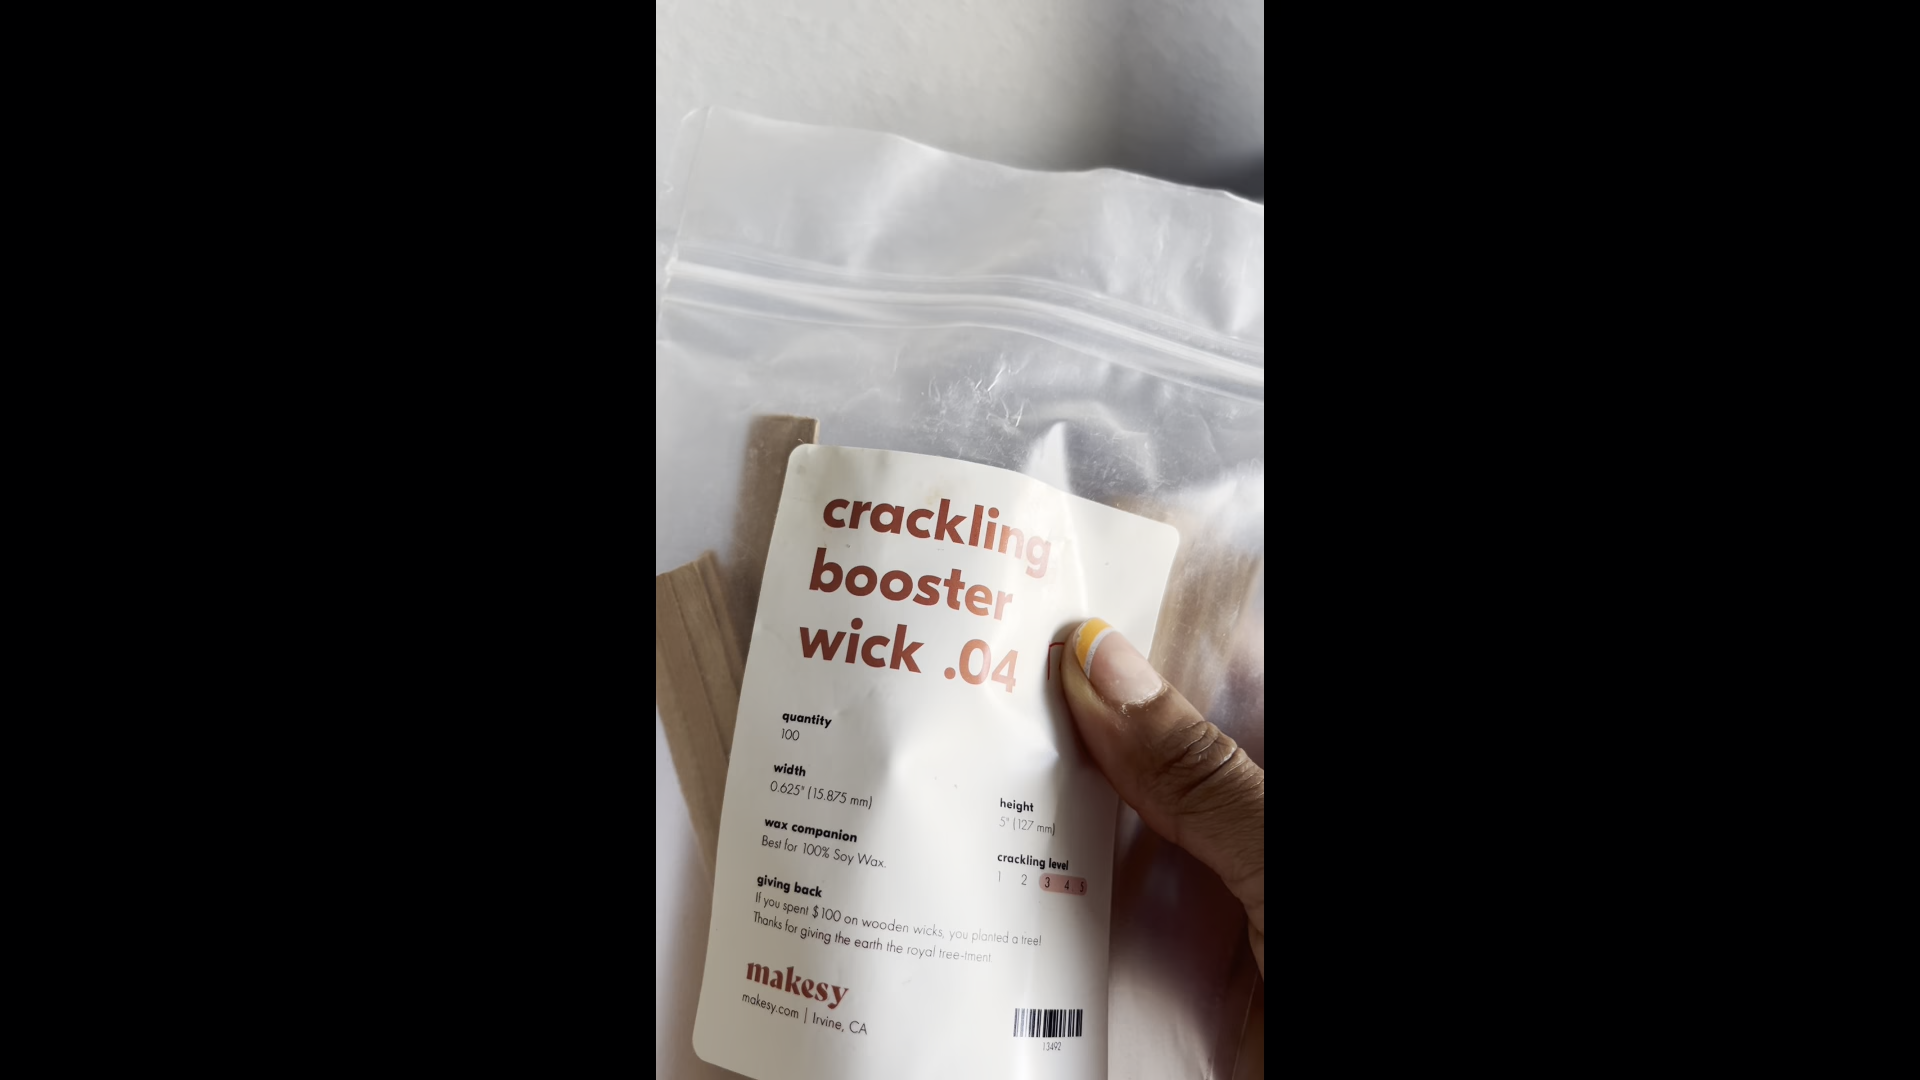 crackling
booster
wick .04
quantity
100
width
0.625" (15.875 mm)
height
5" (127 mm)
wax companion
Best for 100% Soy Wax.
crackling level
1 2 3 4 5
giving back
If you spent $100 on wooden wicks, you planted a tree!
Thanks for giving the earth the royal tree-tment
makesy
makesy.com | Irvine, CA
13492